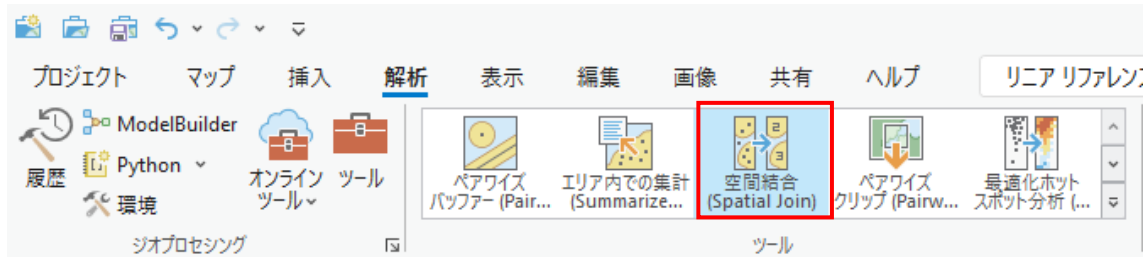 プロジェクト マップ 挿入 解析 表示 編集 画像 共有 ヘルプ リニア リファレンス
履歴
ModelBuilder
Python
環境
オンライン
ツール
ツール
ペアワイズ
バッファー (Pair...
エリア内での集計
(Summarize...
空間結合
(Spatial Join)
ペアワイズ
クリップ (Pairw...
最適化ホット
スポット分析 (...
ジオプロセシング
ツール